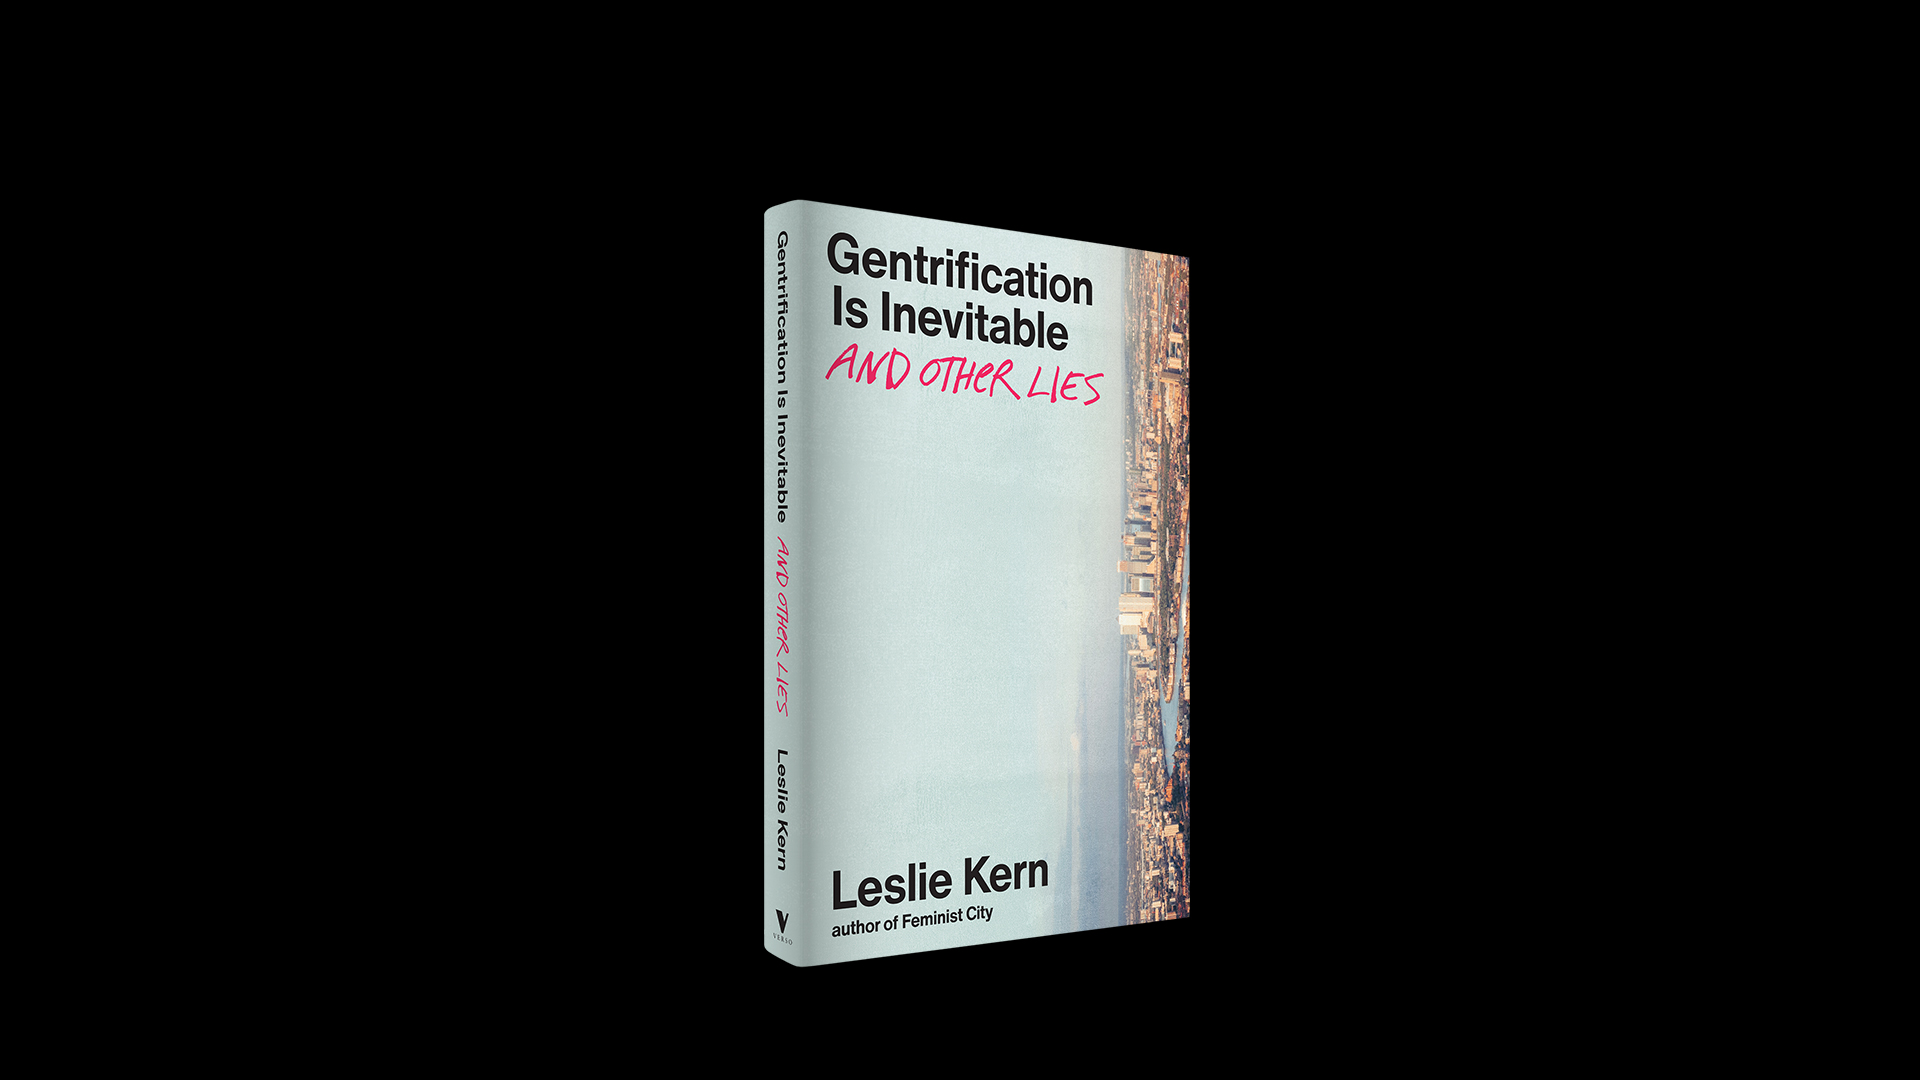 Gentrification Is Inevitable AND OTHER LIES Leslie Kern
VERSO
Gentrification
Is Inevitable
AND OTHER LIES
Leslie Kern
author of Feminist City